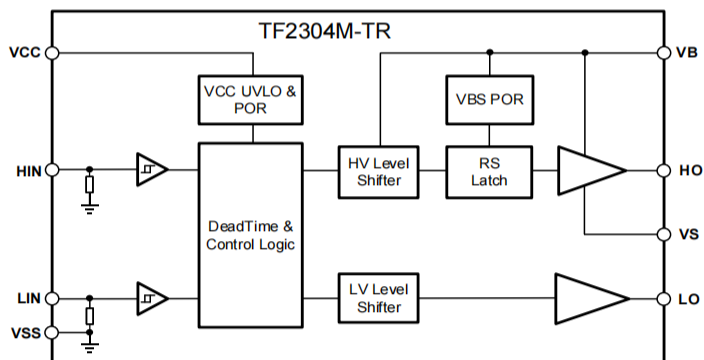 TF2304M-TR
VCC
VB
VCC UVLO &
POR
VBS POR
HIN
HV Level
Shifter
RS
Latch
HO
DeadTime &
Control Logic
VS
LIN
LV Level
Shifter
LO
VSS